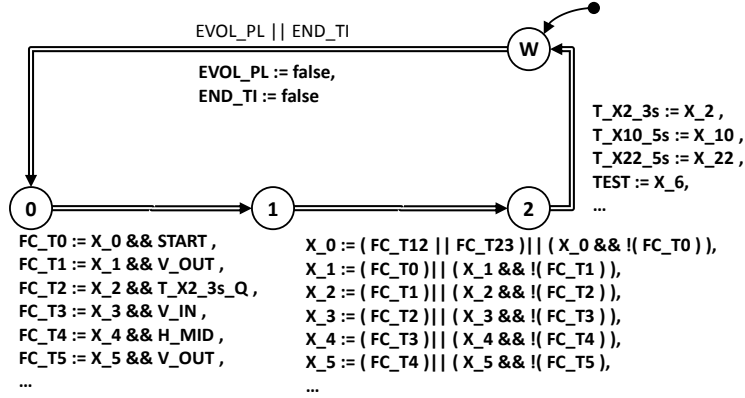 EVOL_PL || END_TI
W
EVOL_PL := false,
END_TI := false
T_X2_3s := X_2 ,
T_X10_5s := X_10 ,
T_X22_5s := X_22 ,
TEST := X_6,
...
0
1
2
FC_T0 := X_0 && START ,
FC_T1 := X_1 && V_OUT ,
FC_T2 := X_2 && T_X2_3s_Q ,
FC_T3 := X_3 && V_IN ,
FC_T4 := X_4 && H_MID ,
FC_T5 := X_5 && V_OUT ,
...
X_0 := ( FC_T12 || FC_T23 )|| ( X_0 && !( FC_T0 ) ),
X_1 := ( FC_T0 )|| ( X_1 && !( FC_T1 ) ),
X_2 := ( FC_T1 )|| ( X_2 && !( FC_T2 ) ),
X_3 := ( FC_T2 )|| ( X_3 && !( FC_T3 ) ),
X_4 := ( FC_T3 )|| ( X_4 && !( FC_T4 ) ),
X_5 := ( FC_T4 )|| ( X_5 && !( FC_T5 ),
...